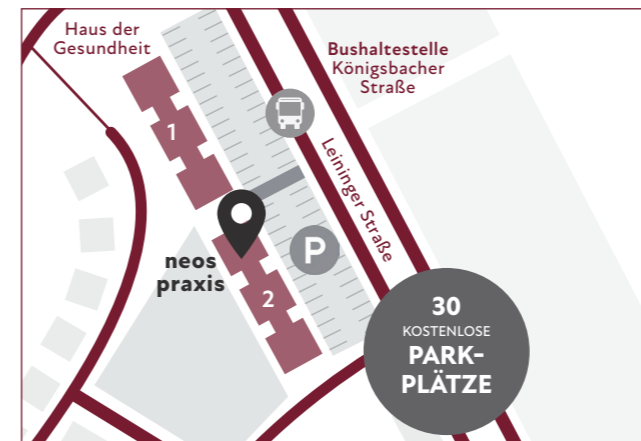 Haus der
Gesundheit
Bushaltestelle
Königsbacher
Straße
1
Leininger Straße
P
neos
praxis
2
30
KOSTENLOSE
PARK-
PLÄTZE